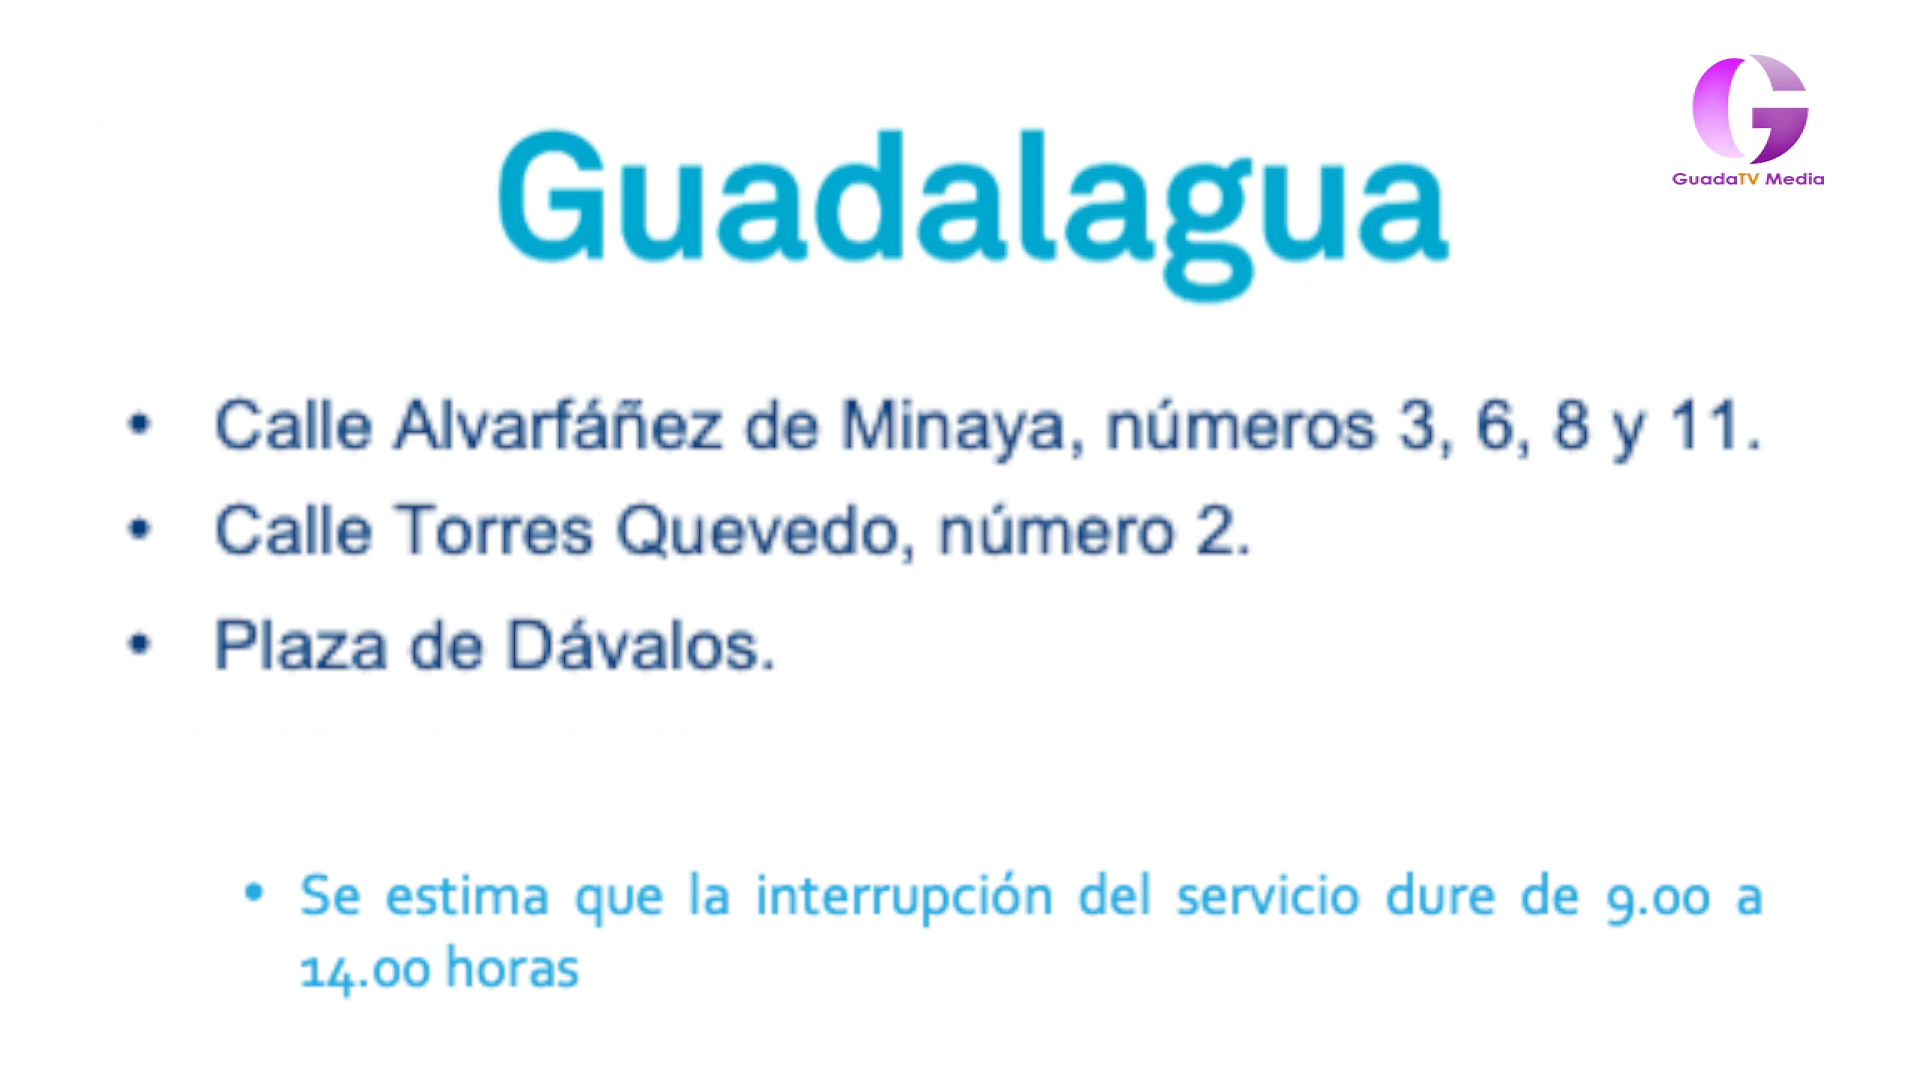 GuadaTV Media
Guadalagua
• Calle Alvarfáñez de Minaya, números 3, 6, 8 y 11.
• Calle Torres Quevedo, número 2.
• Plaza de Dávalos.
• Se estima que la interrupción del servicio dure de 9.00 a
14.00 horas